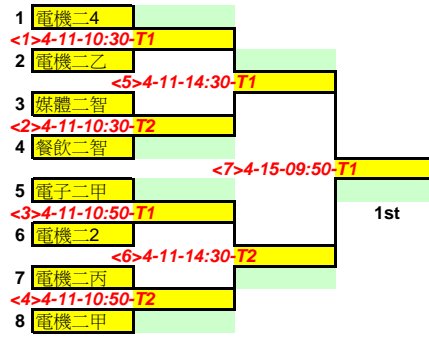 1 電機二4
<1>4-11-10:30-T1
2 電機二乙
<5>4-11-14:30-T1
3 媒體二智
<2>4-11-10:30-T2
4 餐飲二智
<7>4-15-09:50-T1
5 電子二甲
<3>4-11-10:50-T1
1st
6 電機二2
<6>4-11-14:30-T2
7 電機二丙
<4>4-11-10:50-T2
8 電機二甲